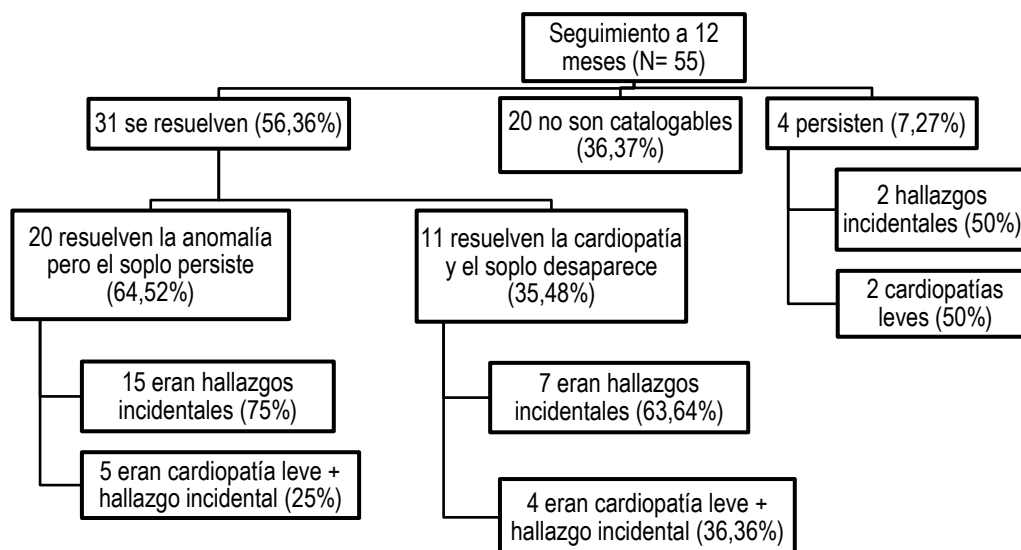 Seguimiento a 12
meses (N= 55)
31 se resuelven (56,36%)
20 no son catalogables
(36,37%)
4 persisten (7,27%)
2 hallazgos
incidentales (50%)
2 cardiopatías
leves (50%)
20 resuelven la anomalía
pero el soplo persiste
(64,52%)
11 resuelven la cardiopatía
y el soplo desaparece
(35,48%)
15 eran hallazgos
incidentales (75%)
5 eran cardiopatía leve +
hallazgo incidental (25%)
7 eran hallazgos
incidentales (63,64%)
4 eran cardiopatía leve +
hallazgo incidental (36,36%)